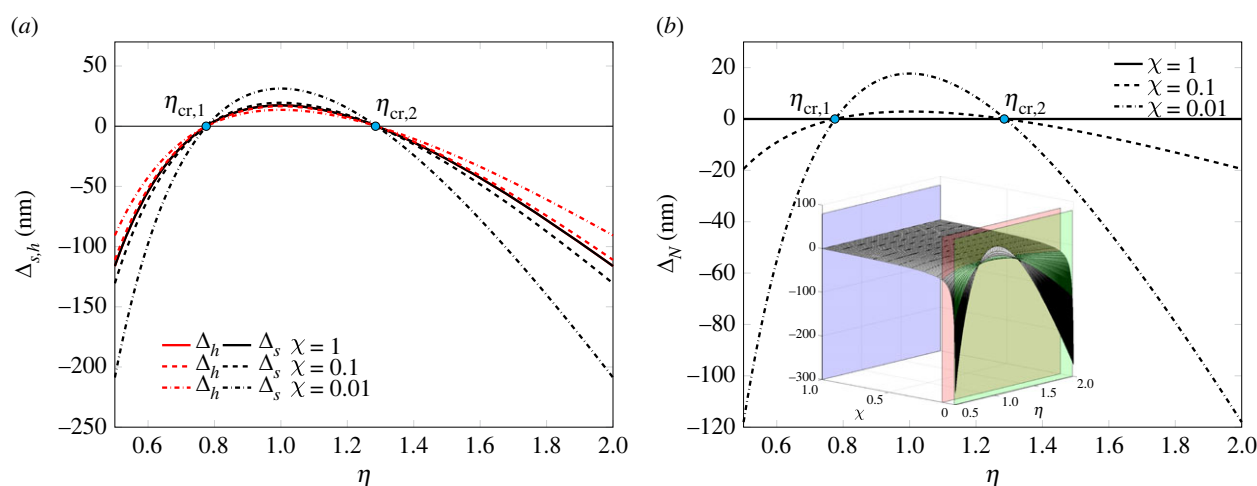 (a)
50
0
–50
–100
–150
–200
–250
Δs,h (nm)
ηcr,1
ηcr,2
Δh Δs χ = 1
Δh Δs χ = 0.1
Δh Δs χ = 0.01
0.6 0.8 1.0 1.2 1.4 1.6 1.8 2.0
η
(b)
20
0
–20
–40
–60
–80
–100
–120
ΔN (nm)
χ = 1
χ = 0.1
χ = 0.01
ηcr,1
ηcr,2
100
0
–100
–200
–300
1.0 0.5 0
χ
0.5 1.0 1.5 2.0
η
0.6 0.8 1.0 1.2 1.4 1.6 1.8 2.0
η